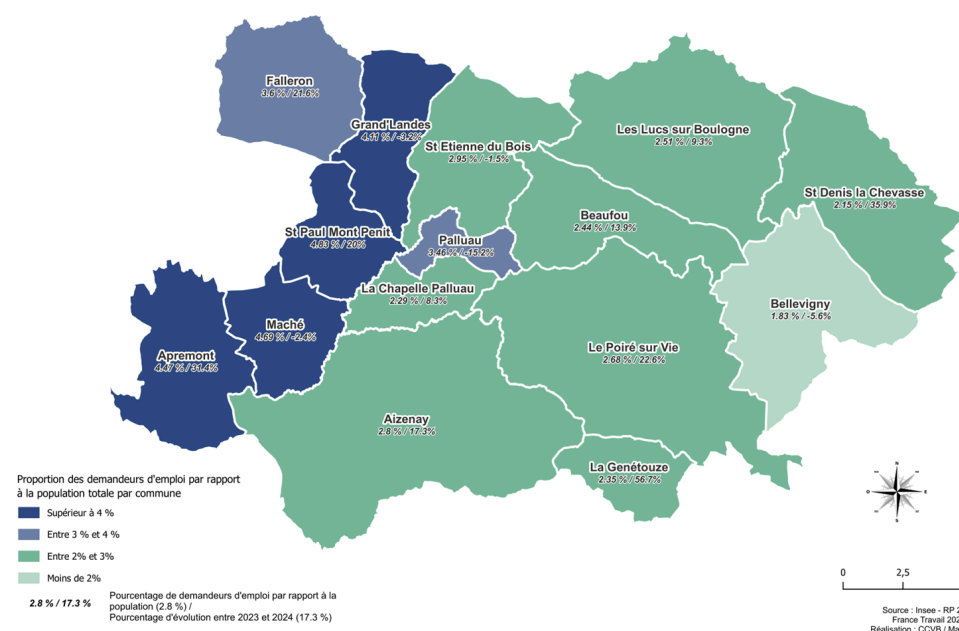 Falleron
3.6 % / 21.6%
Grand'Landes
4.11 % / -3.2%
St Etienne du Bois
2.95 % / -1.5%
Les Lucs sur Boulogne
2.51 % / 9.3%
St Denis la Chevasse
2.15 % / 35.9%
Beaufou
2.44 % / 13.9%
St Paul Mont Penit
4.83 % / 20%
Palluau
3.46 % / -15.2%
La Chapelle Palluau
2.29 % / 8.3%
Bellevigny
1.83 % / -5.6%
Maché
4.69 % / -2.4%
Apremont
4.47 % / 31.4%
Le Poiré sur Vie
2.68 % / 22.6%
Aizenay
2.8 % / 17.3%
La Genétouze
2.35 % / 56.7%
Proportion des demandeurs d'emploi par rapport
à la population totale par commune
Supérieur à 4 %
Entre 3 % et 4 %
Entre 2% et 3%
Moins de 2%
2.8 % / 17.3 %
Pourcentage de demandeurs d'emploi par rapport à la
population (2.8 %) /
Pourcentage d'évolution entre 2023 et 2024 (17.3 %)
N
O E
S
0 2,5
Source : Insee - RP 2
France Travail 202
Réalisation : CCVB / Ma